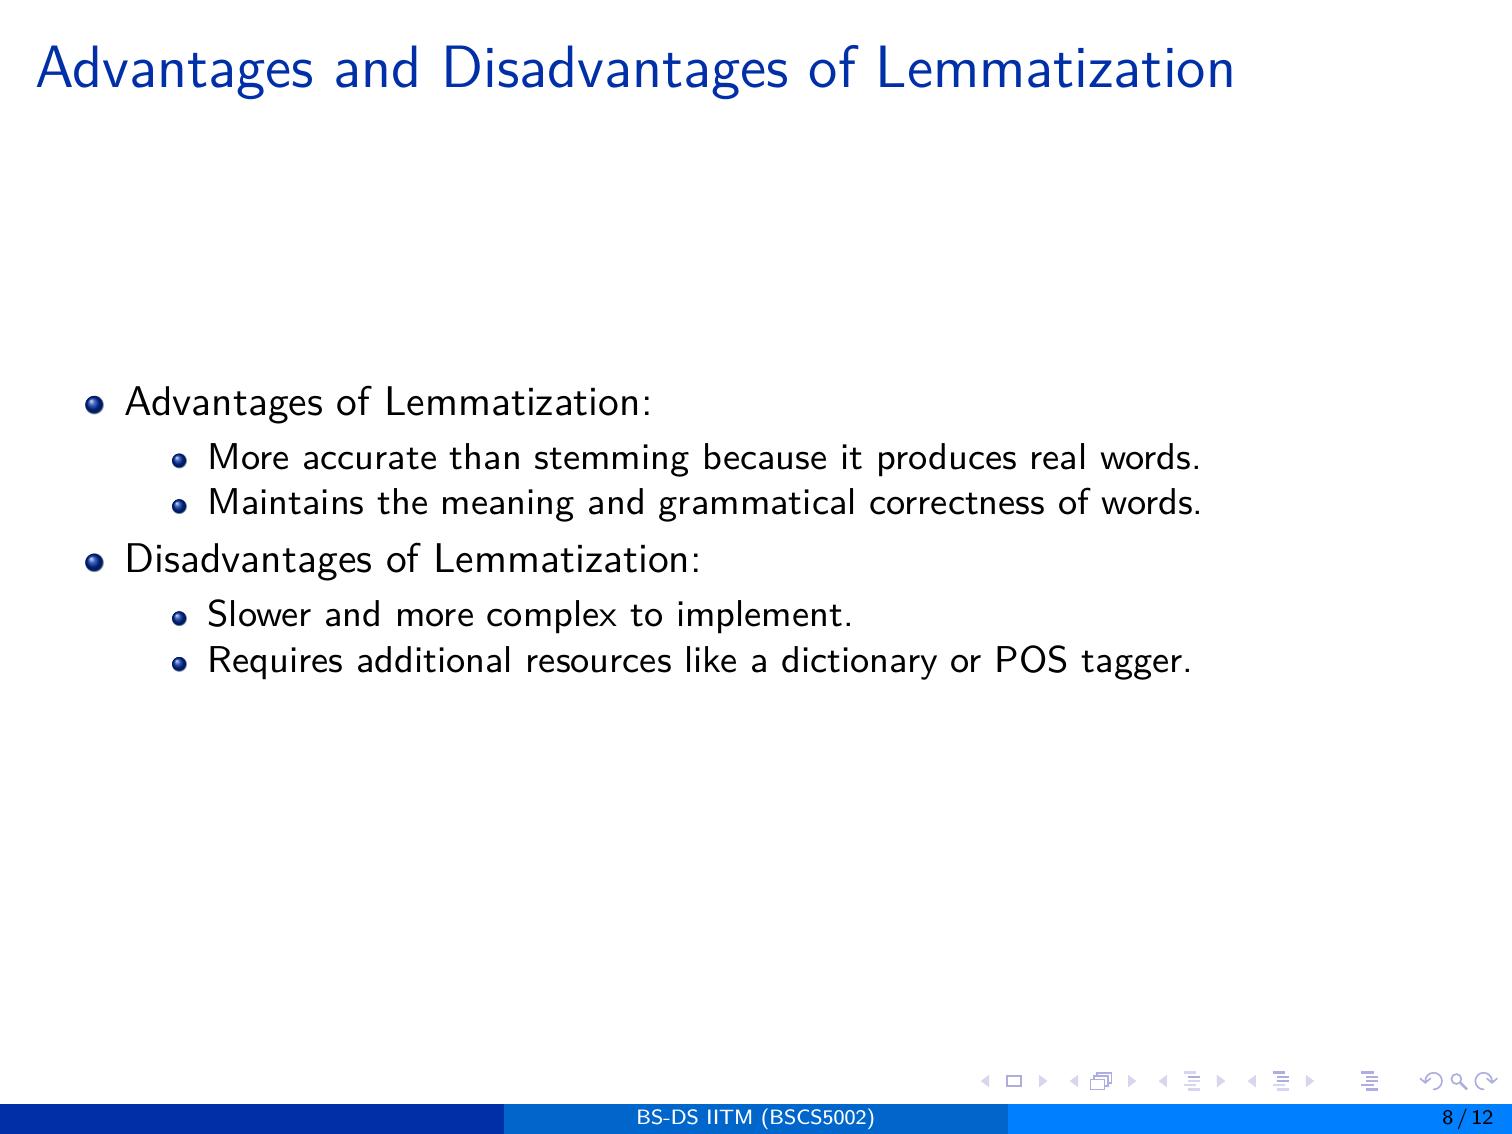 Advantages and Disadvantages of Lemmatization
Advantages of Lemmatization:
More accurate than stemming because it produces real words.
Maintains the meaning and grammatical correctness of words.
Disadvantages of Lemmatization:
Slower and more complex to implement.
Requires additional resources like a dictionary or POS tagger.
BS-DS IITM (BSCS5002)
8 / 12